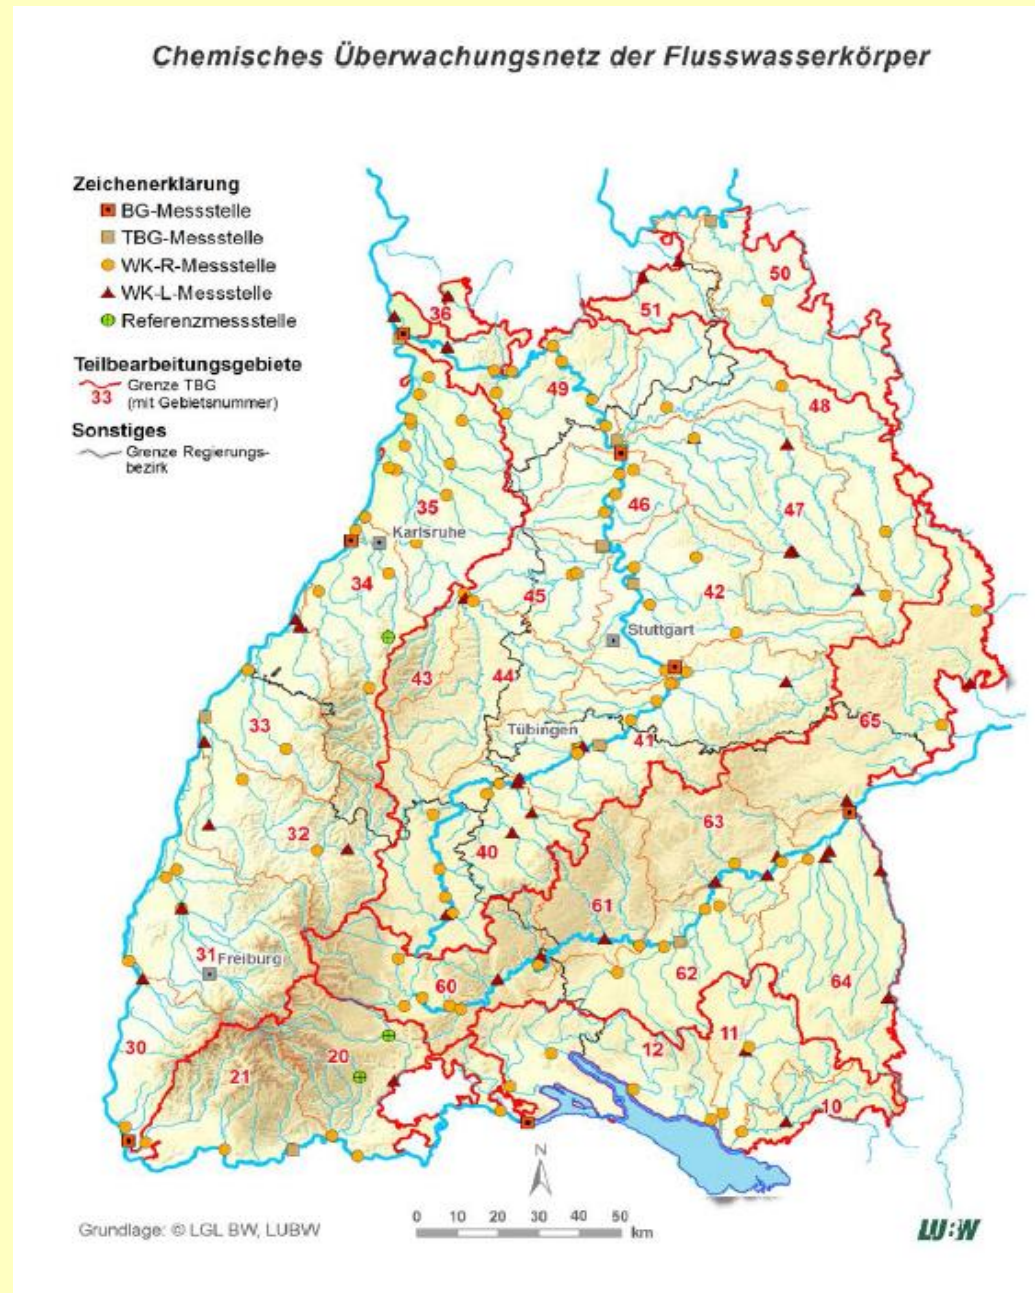 Chemisches Überwachungsnetz der Flusswasserkörper
Zeichenerklärung
BG-Messstelle
TBG-Messstelle
WK-R-Messstelle
WK-L-Messstelle
Referenzmessstelle
Teilbearbeitungsgebiete
Grenze TBG
33 (mit Gebietsnummer)
Sonstiges
Grenze Regierungs-
bezirk
50
51
36
49
48
35
46
47
Karlsruhe
34
45
42
Stuttgart
43
44
33
Tübingen
41
65
32
63
40
61
31
Freiburg
62
60
64
30
20
12
11
21
10
N
0 10 20 30 40 50
km
Grundlage: © LGL BW, LUBW
LU:W